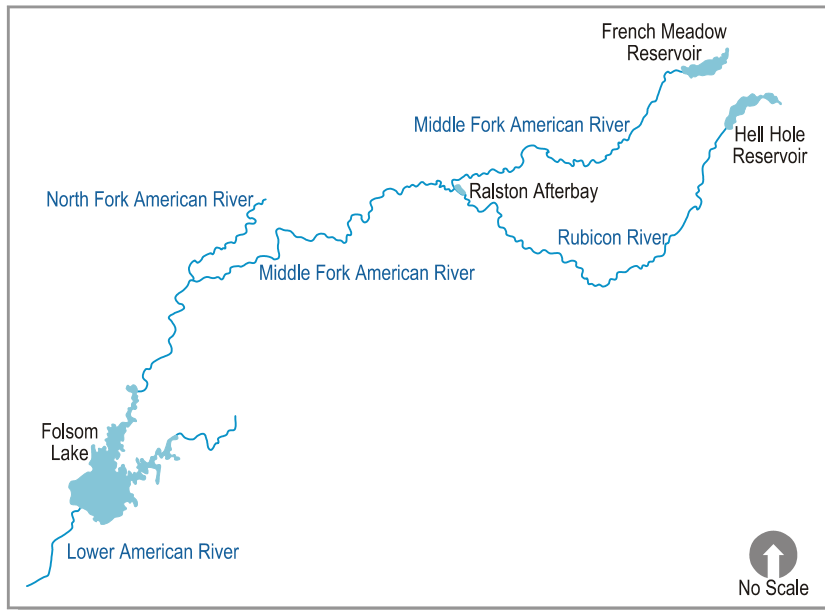 French Meadow
Reservoir
Middle Fork American River
Hell Hole
Reservoir
North Fork American River
Ralston Afterbay
Rubicon River
Middle Fork American River
Folsom
Lake
Lower American River
No Scale